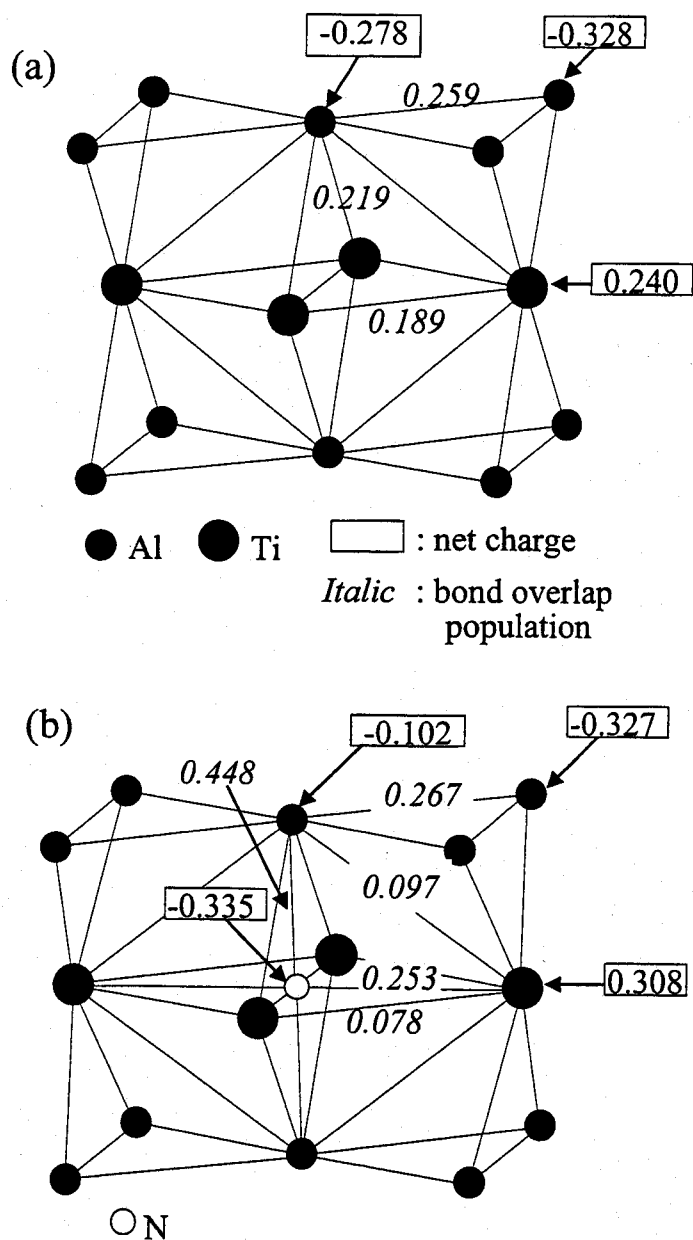 (a)
-0.278
-0.328
0.259
0.219
0.240
0.189
Al
Ti
: net charge
Italic : bond overlap
population
(b)
-0.102
-0.327
0.448
0.267
0.097
-0.335
0.253
0.308
0.078
N